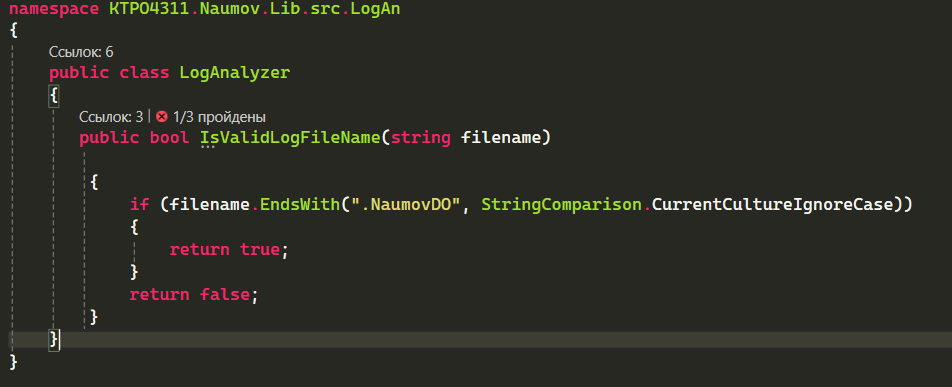 namespace KTPO4311.Naumov.Lib.src.LogAn
{
Ссылок: 6
public class LogAnalyzer
{
Ссылок: 3 | 1/3 пройдены
public bool IsValidLogFileName(string filename)
{
if (filename.EndsWith(".NaumovDO", StringComparison.CurrentCultureIgnoreCase))
{
return true;
}
return false;
}
}
}